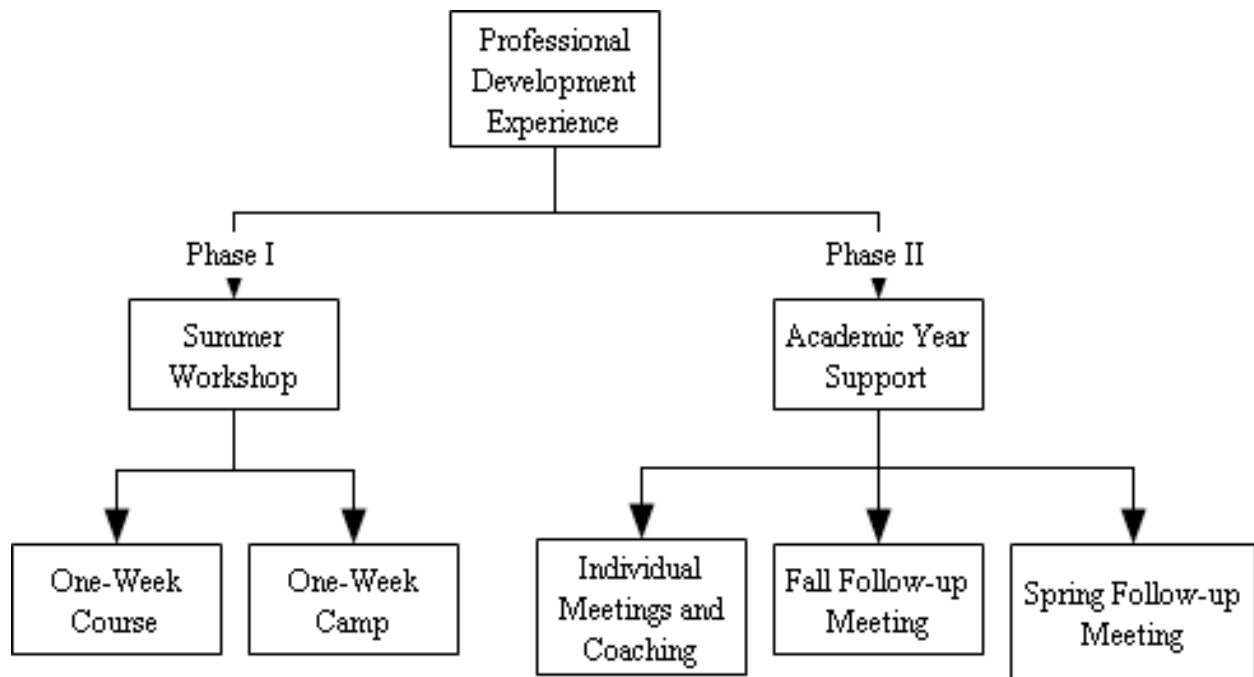 Professional
Development
Experience
Phase I
Phase II
Summer
Workshop
Academic Year
Support
One-Week
Course
One-Week
Camp
Individual
Meetings and
Coaching
Fall Follow-up
Meeting
Spring Follow-up
Meeting